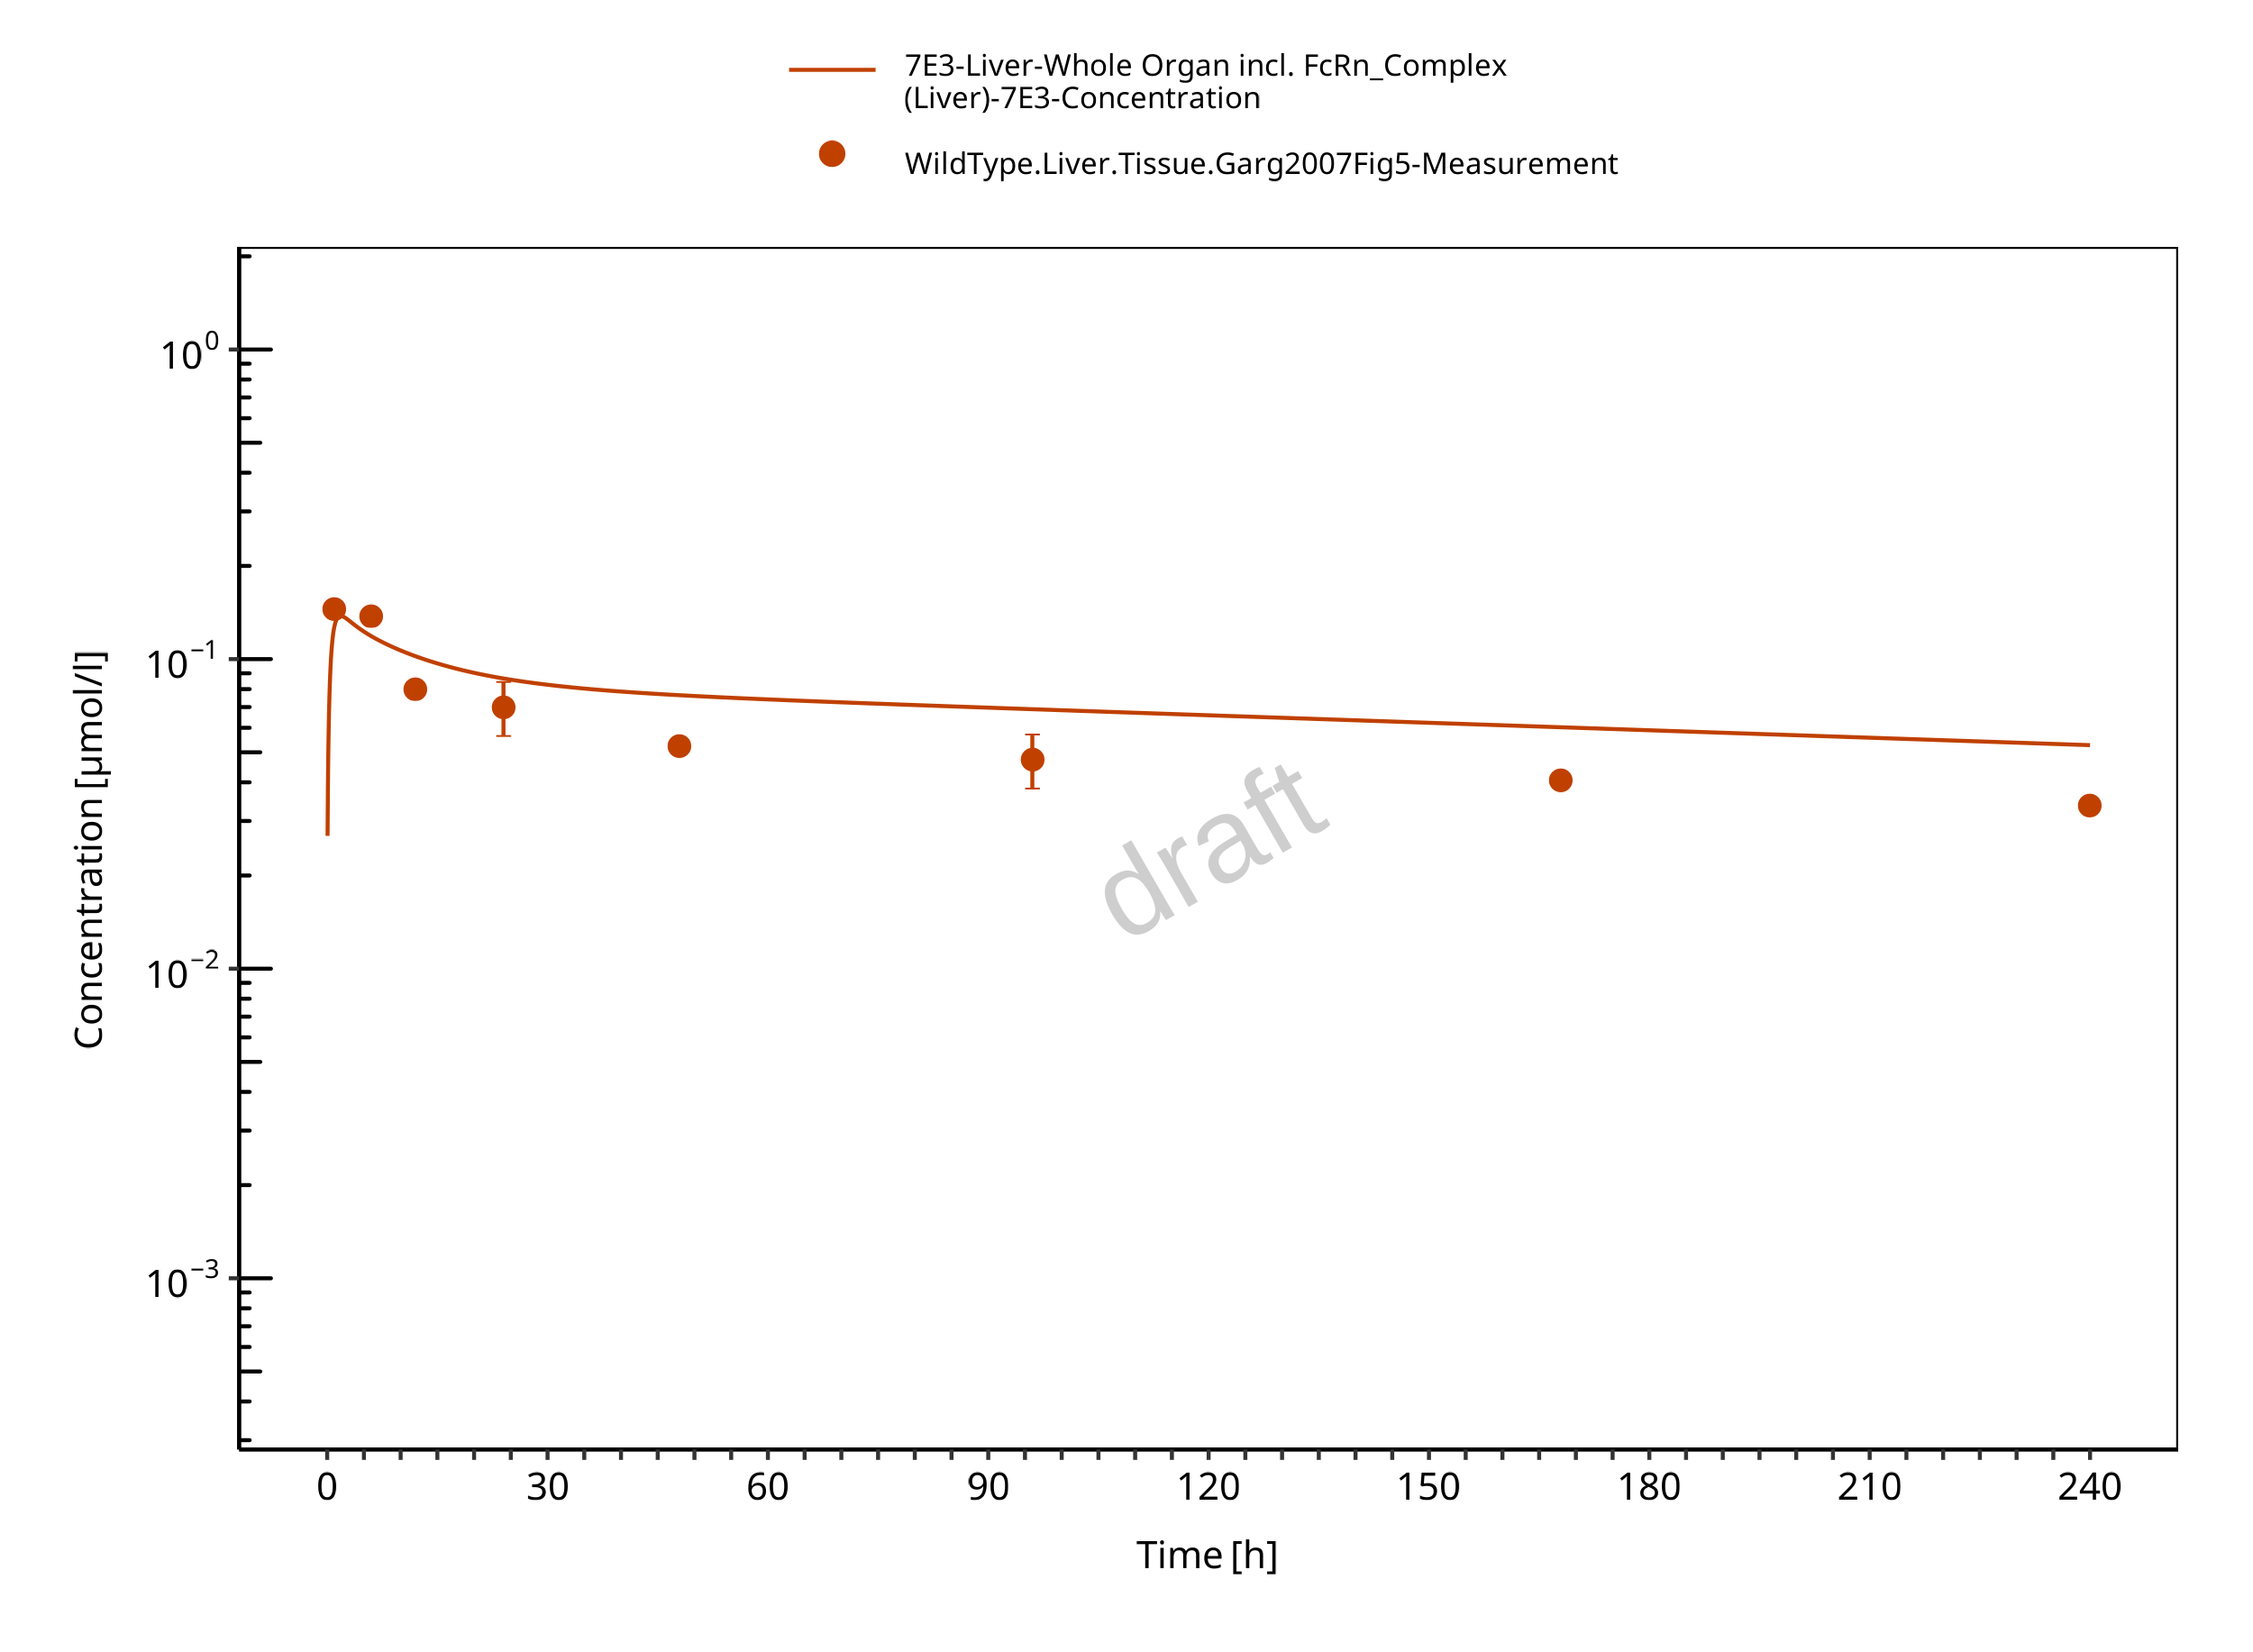 7E3-Liver-Whole Organ incl. FcRn_Complex
(Liver)-7E3-Concentration
WildType.Liver.Tissue.Garg2007Fig5-Measurement
10⁰
10⁻¹
10⁻²
10⁻³
Concentration [µmol/l]
draft
0 30 60 90 120 150 180 210 240
Time [h]